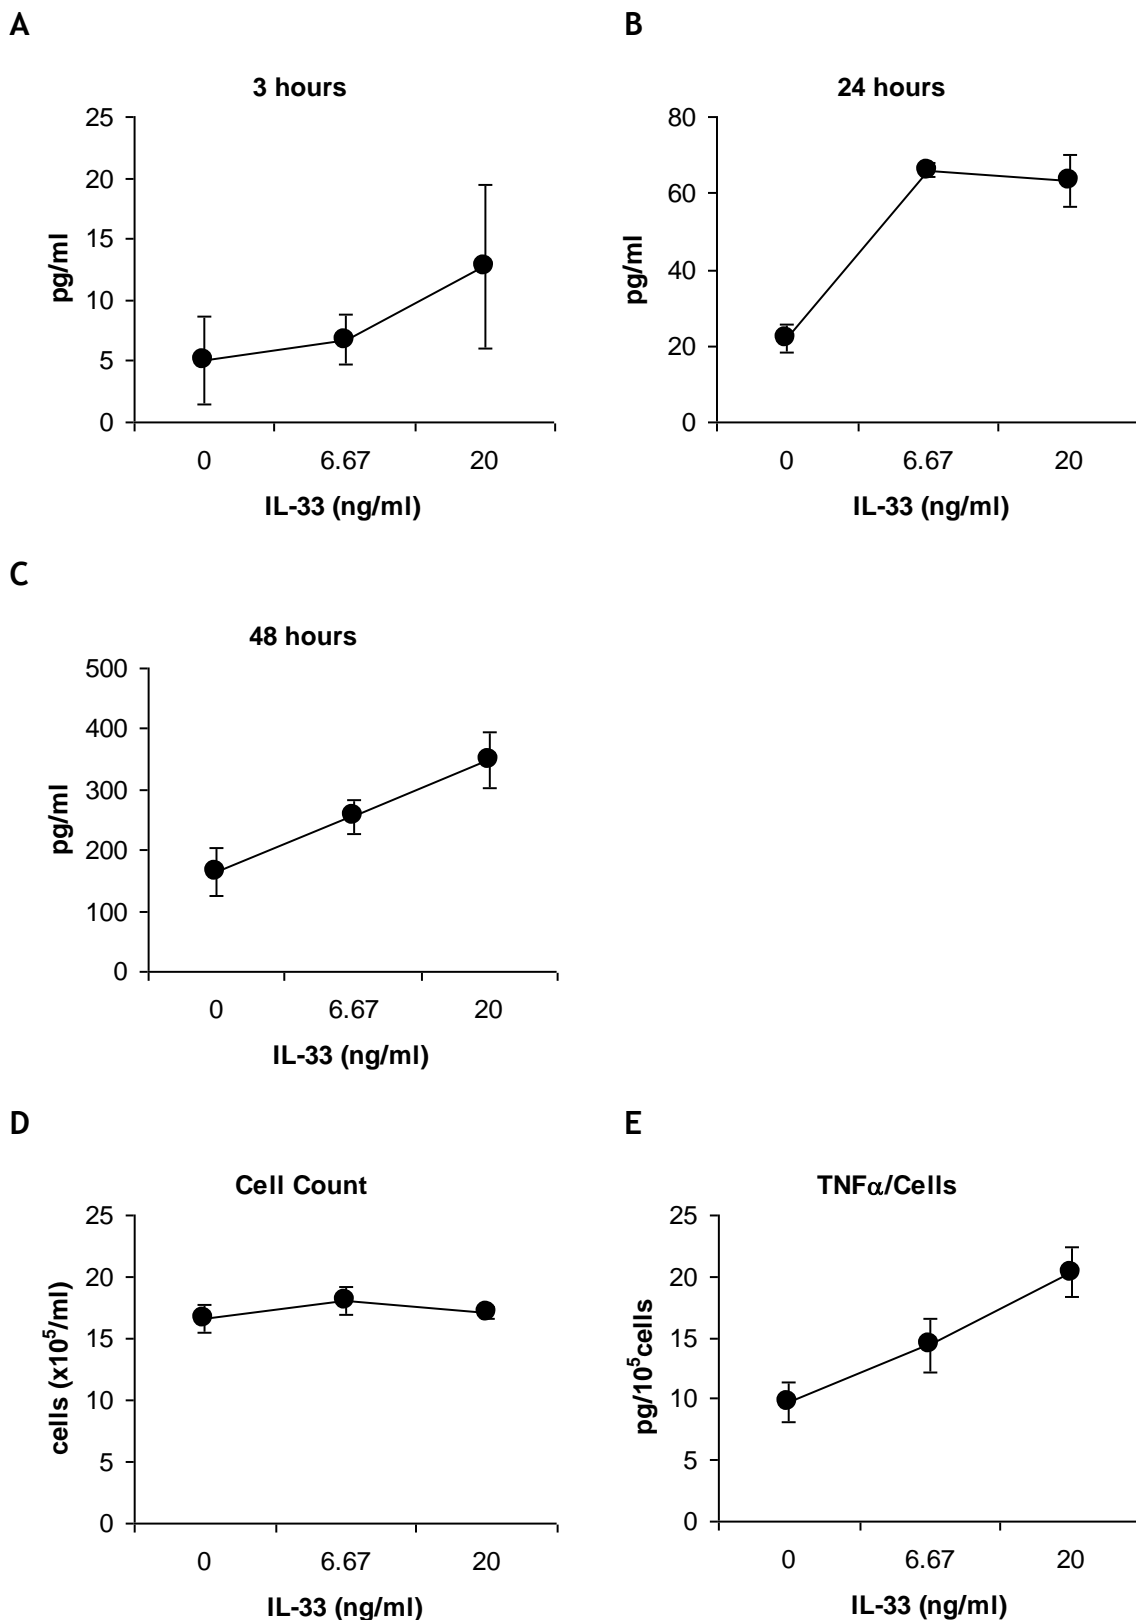 A
3 hours
25
20
15
10
5
0
pg/ml
0 6.67 20
IL-33 (ng/ml)
B
24 hours
80
60
40
20
0
pg/ml
0 6.67 20
IL-33 (ng/ml)
C
48 hours
500
400
300
200
100
0
pg/ml
0 6.67 20
IL-33 (ng/ml)
D
Cell Count
25
20
15
10
5
0
cells (x10⁵/ml)
0 6.67 20
IL-33 (ng/ml)
E
TNFα/Cells
25
20
15
10
5
0
pg/10⁵cells
0 6.67 20
IL-33 (ng/ml)